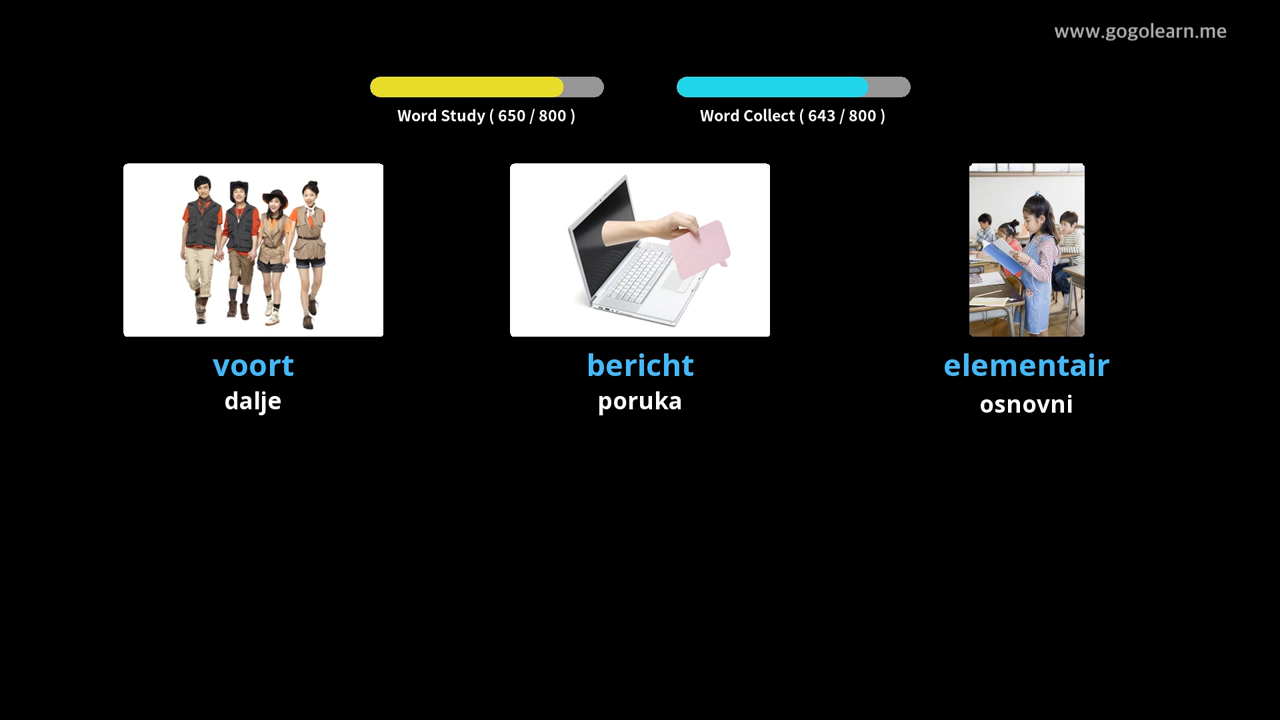 www.gogolearn.me
Word Study ( 650 / 800 )
Word Collect ( 643 / 800 )
voort
dalje
bericht
poruka
elementair
osnovni